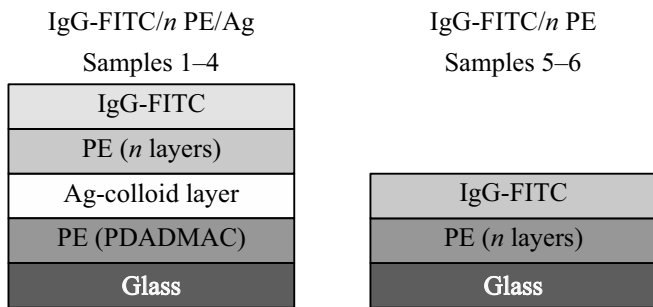 IgG-FITC/n PE/Ag
Samples 1–4
IgG-FITC
PE (n layers)
Ag-colloid layer
PE (PDADMAC)
Glass
IgG-FITC/n PE
Samples 5–6
IgG-FITC
PE (n layers)
Glass